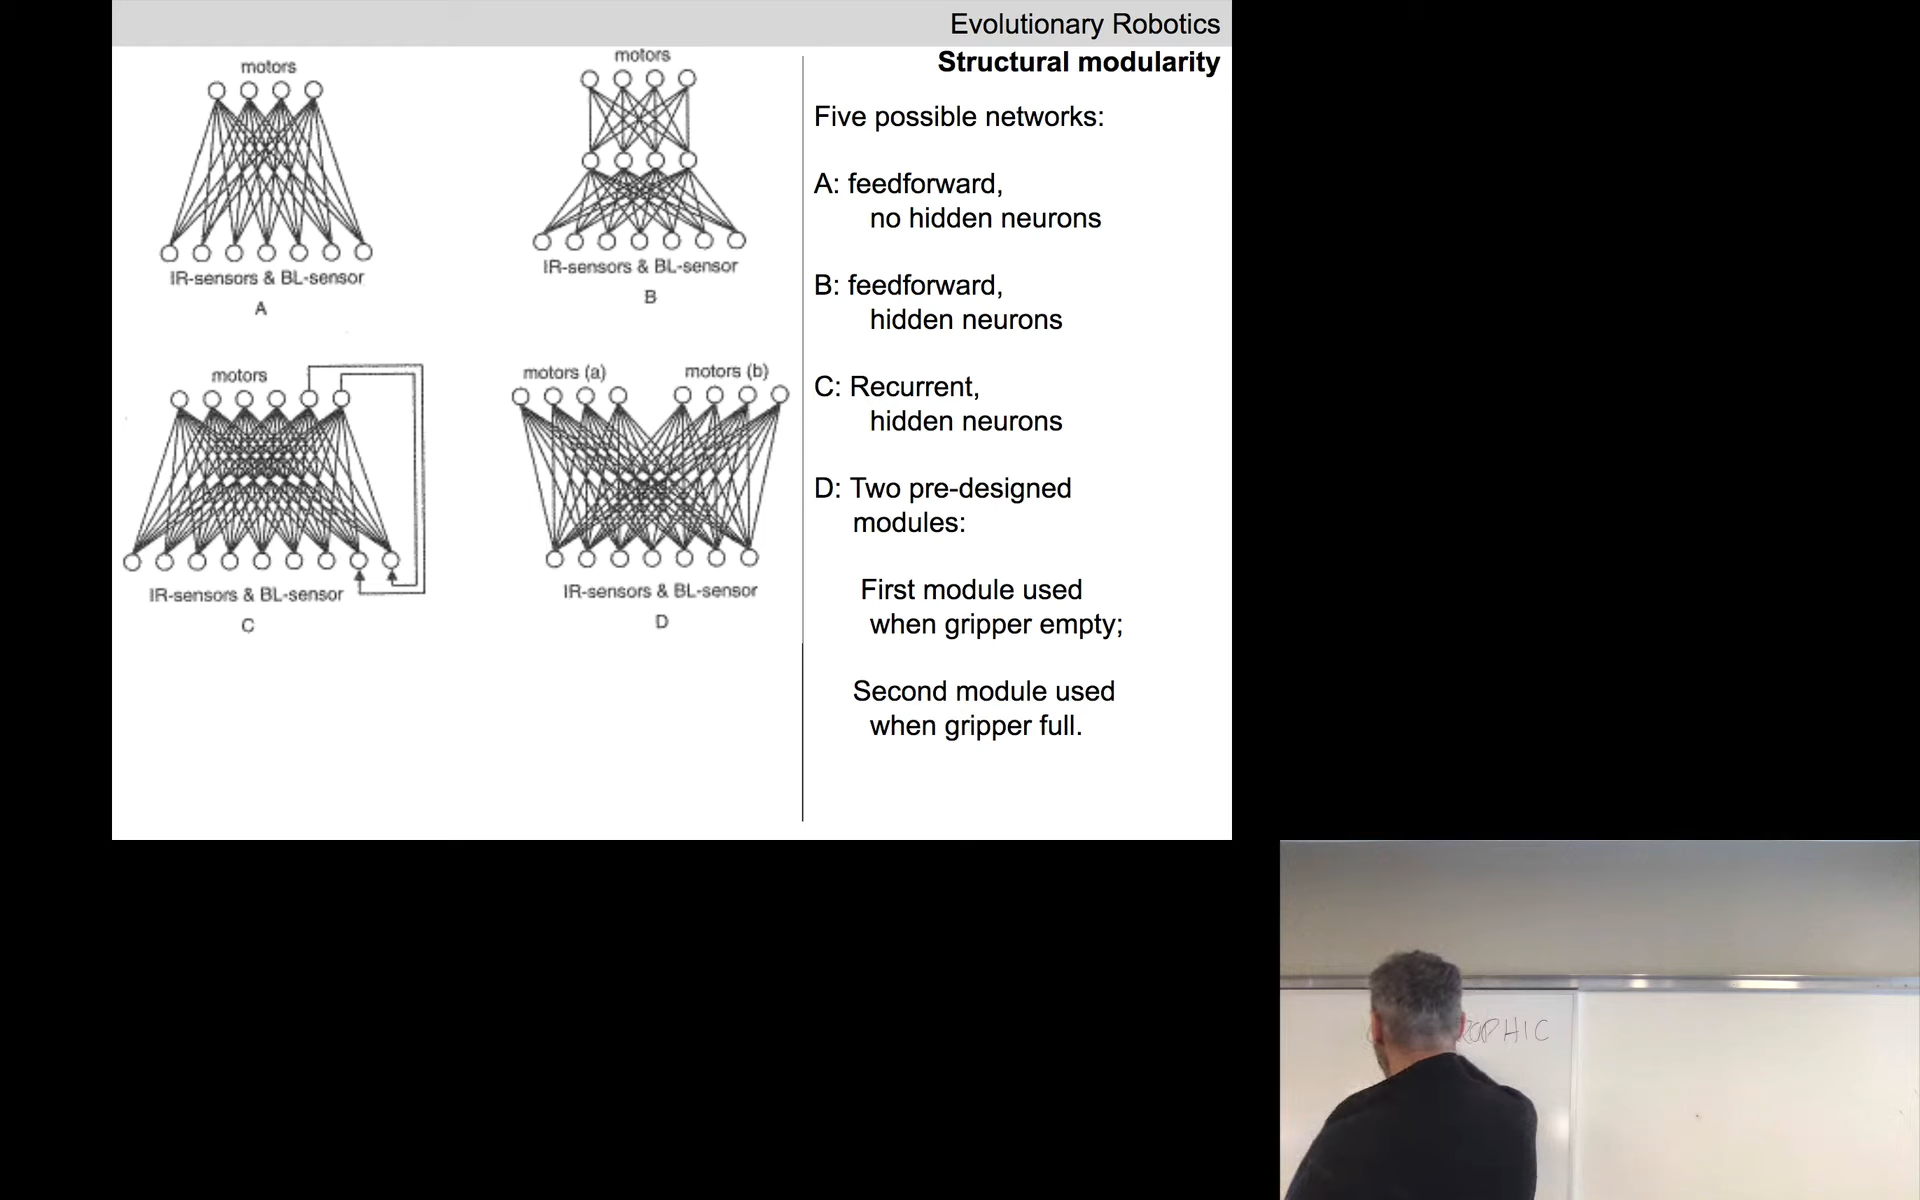 Evolutionary Robotics
Structural modularity
motors
IR-sensors & BL-sensor
A
motors
IR-sensors & BL-sensor
B
motors
IR-sensors & BL-sensor
C
motors (a) motors (b)
IR-sensors & BL-sensor
D
Five possible networks:
A: feedforward,
no hidden neurons
B: feedforward,
hidden neurons
C: Recurrent,
hidden neurons
D: Two pre-designed
modules:
First module used
when gripper empty;
Second module used
when gripper full.